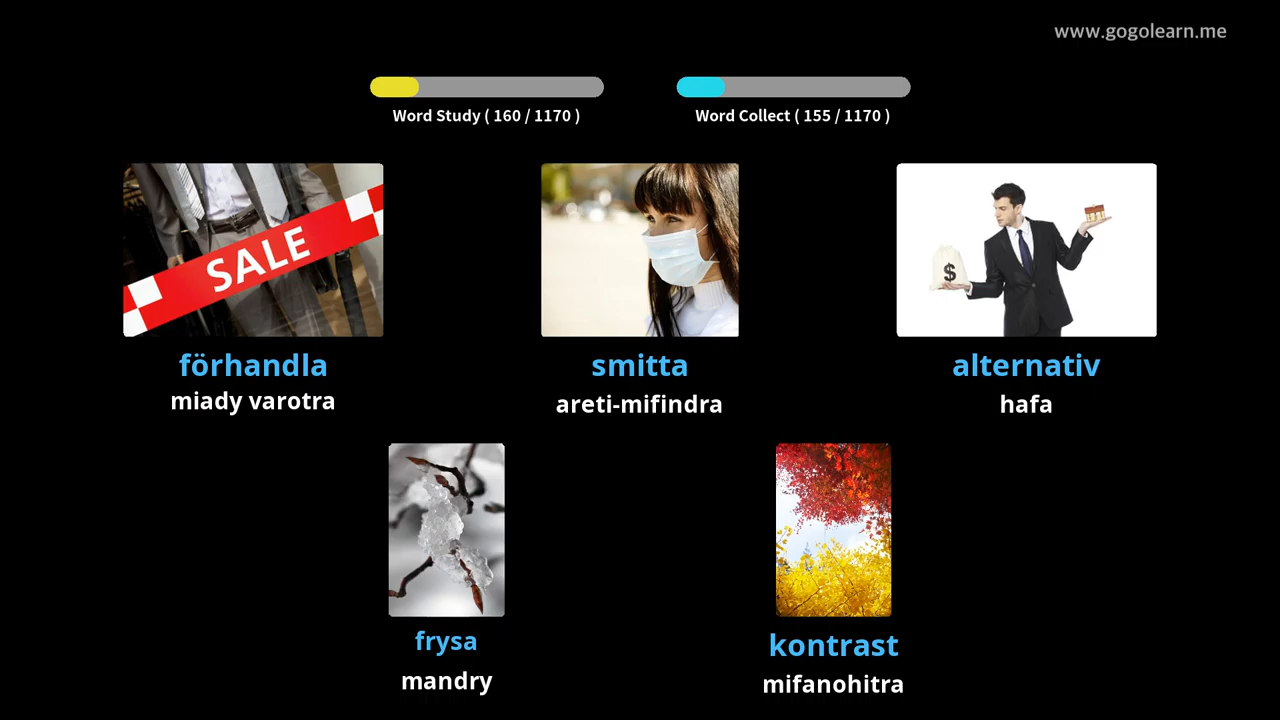 www.gogolearn.me
Word Study ( 160 / 1170 )
Word Collect ( 155 / 1170 )
SALE
$
förhandla
smitta
alternativ
miady varotra
areti-mifindra
hafa
frysa
kontrast
mandry
mifanohitra